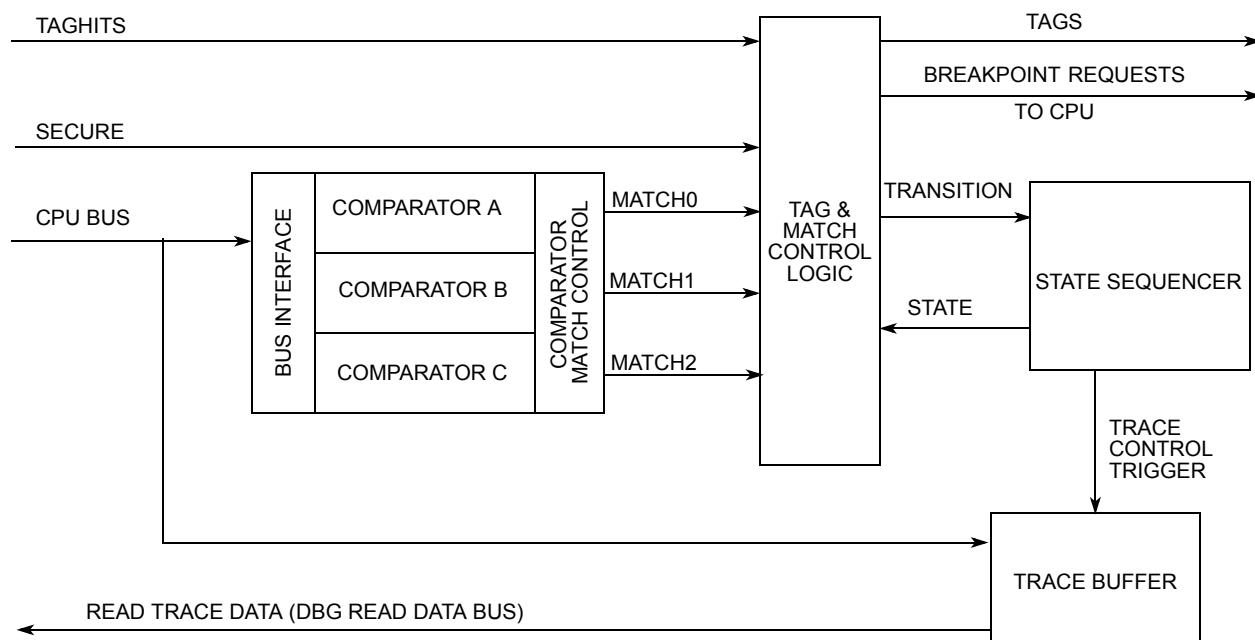 TAGHITS
TAGS
BREAKPOINT REQUESTS
TO CPU
SECURE
CPU BUS
BUS INTERFACE
COMPARATOR A
COMPARATOR B
COMPARATOR C
COMPARATOR
MATCH CONTROL
MATCH0
MATCH1
MATCH2
TAG &
MATCH
CONTROL
LOGIC
TRANSITION
STATE
STATE SEQUENCER
TRACE
CONTROL
TRIGGER
TRACE BUFFER
READ TRACE DATA (DBG READ DATA BUS)